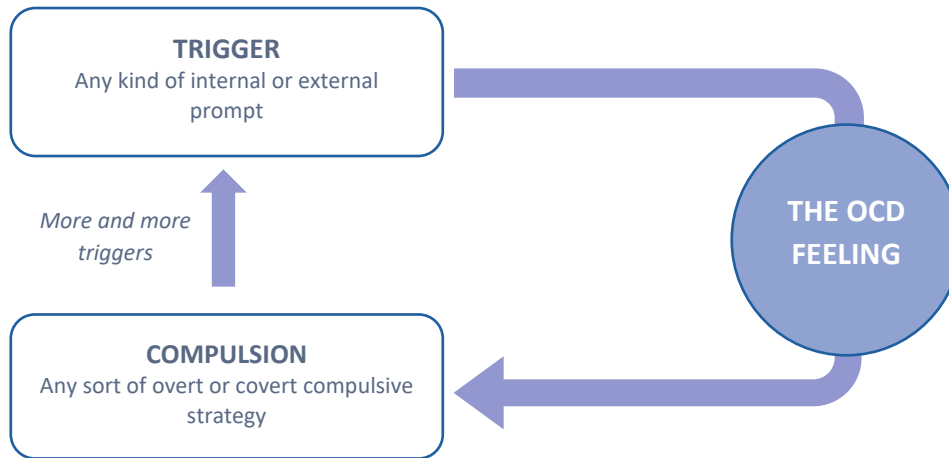 TRIGGER
Any kind of internal or external
prompt
More and more
triggers
THE OCD
FEELING
COMPULSION
Any sort of overt or covert compulsive
strategy